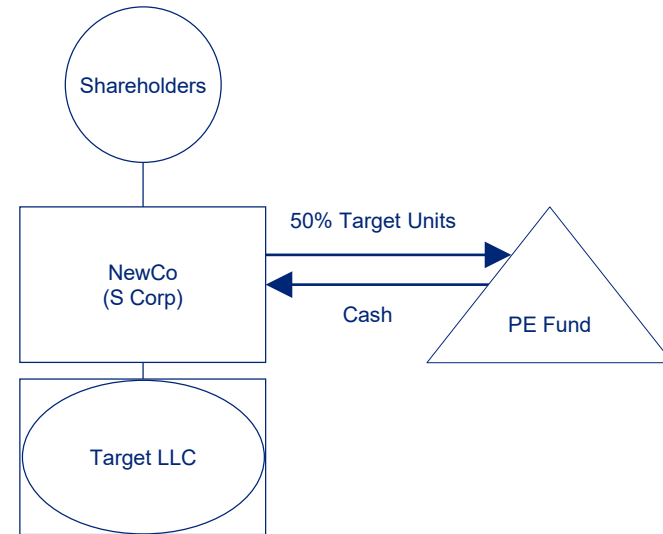 Shareholders
50% Target Units
NewCo
(S Corp)
Cash
PE Fund
Target LLC